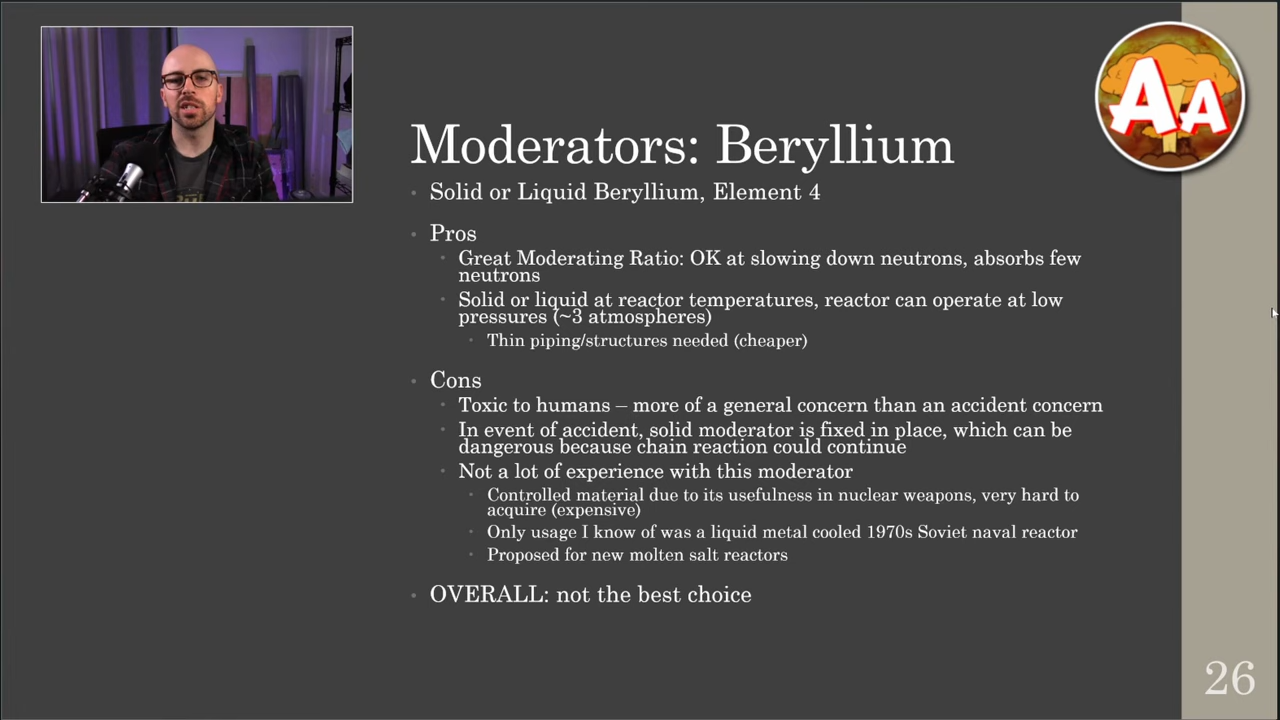 AA
Moderators: Beryllium
Solid or Liquid Beryllium, Element 4
Pros
Great Moderating Ratio: OK at slowing down neutrons, absorbs few
neutrons
Solid or liquid at reactor temperatures, reactor can operate at low
pressures (~3 atmospheres)
Thin piping/structures needed (cheaper)
Cons
Toxic to humans – more of a general concern than an accident concern
In event of accident, solid moderator is fixed in place, which can be
dangerous because chain reaction could continue
Not a lot of experience with this moderator
Controlled material due to its usefulness in nuclear weapons, very hard to
acquire (expensive)
Only usage I know of was a liquid metal cooled 1970s Soviet naval reactor
Proposed for new molten salt reactors
OVERALL: not the best choice
26